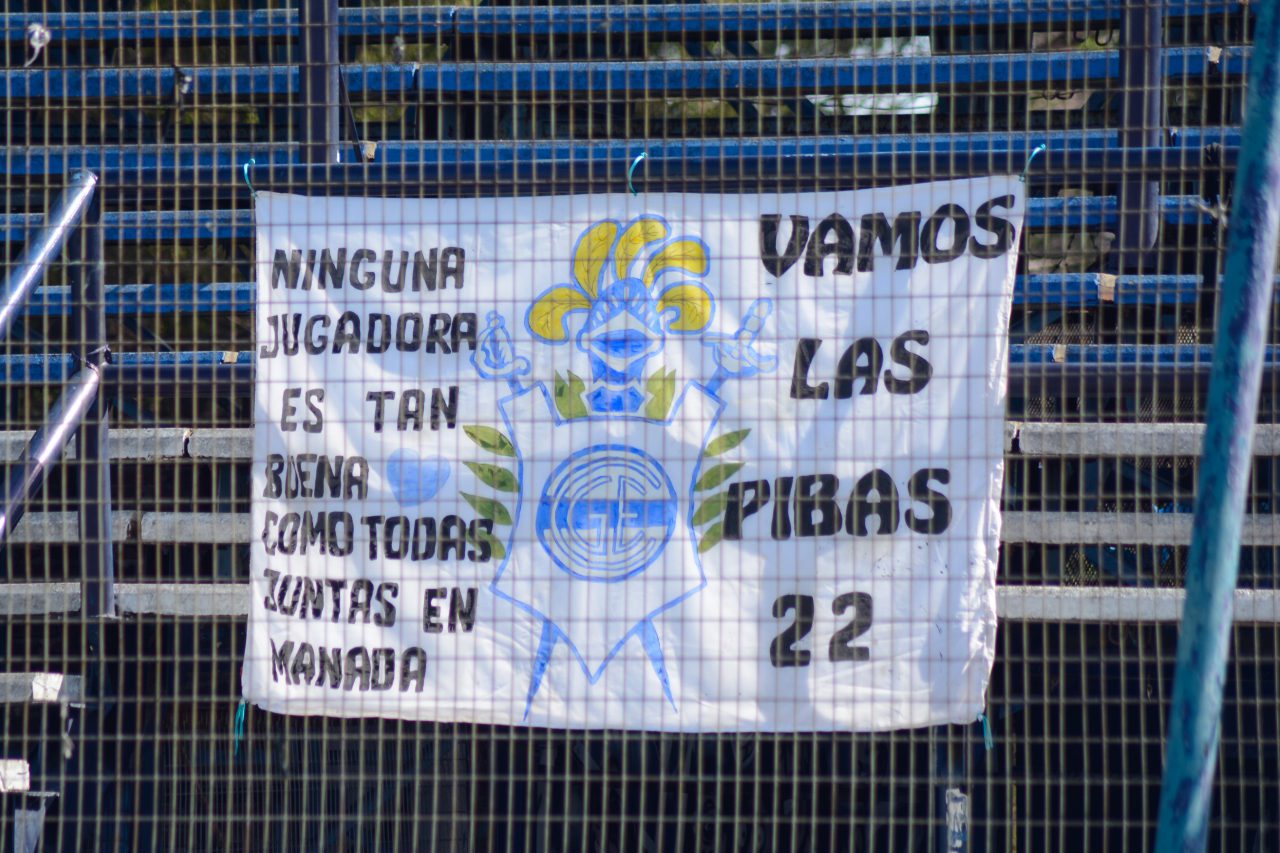 NINGUNA
JUGADORA
ES TAN
BUENA
COMO TODAS
JUNTAS EN
MANADA
VAMOS
LAS
PIBAS
22